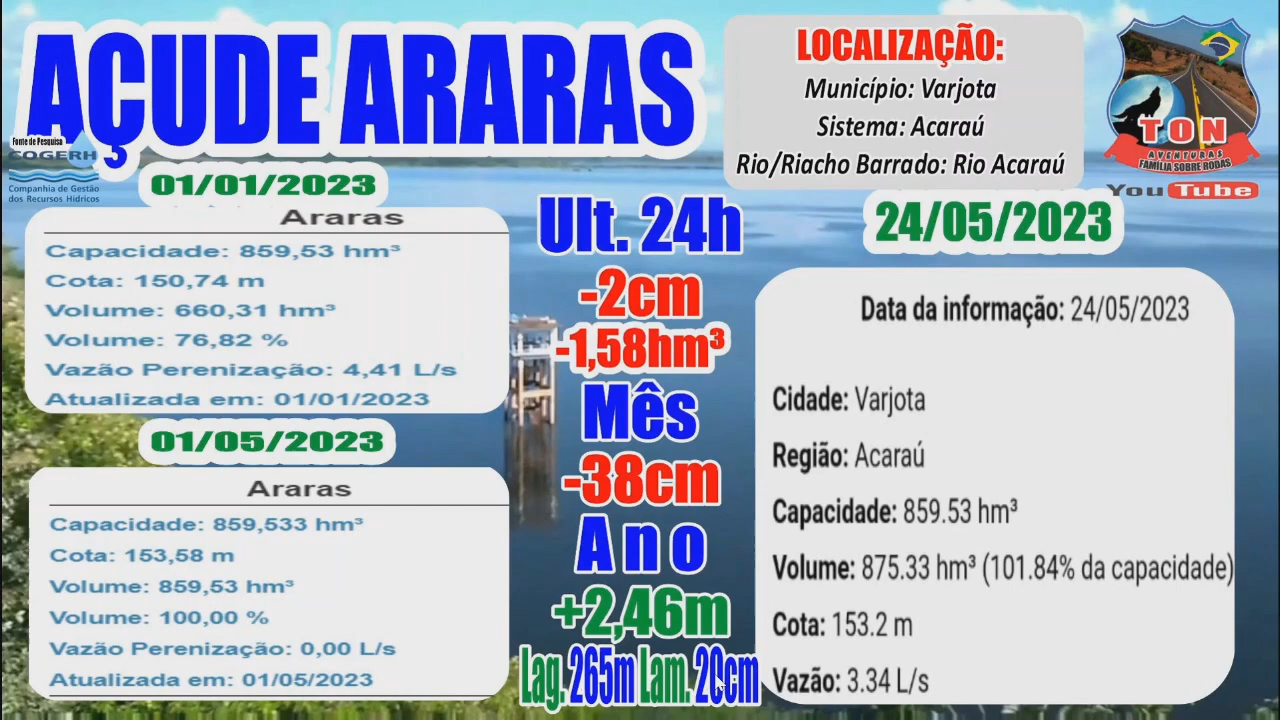 AÇUDE ARARAS
Fonte de Pesquisa
COGERH
Companhia de Gestão
dos Recursos Hídricos
LOCALIZAÇÃO:
Município: Varjota
Sistema: Acaraú
Rio/Riacho Barrado: Rio Acaraú
TON
AVENTURAS
FAMÍLIA SOBRE RODAS
YouTube
01/01/2023
Araras
Capacidade: 859,53 hm³
Cota: 150,74 m
Volume: 660,31 hm³
Volume: 76,82 %
Vazão Perenização: 4,41 L/s
Atualizada em: 01/01/2023
01/05/2023
Araras
Capacidade: 859,533 hm³
Cota: 153,58 m
Volume: 859,53 hm³
Volume: 100,00 %
Vazão Perenização: 0,00 L/s
Atualizada em: 01/05/2023
Ult. 24h
-2cm
-1,58hm³
Mês
-38cm
Ano
+2,46m
Lag. 265m Lam. 20cm
24/05/2023
Data da informação: 24/05/2023
Cidade: Varjota
Região: Acaraú
Capacidade: 859.53 hm³
Volume: 875.33 hm³ (101.84% da capacidade)
Cota: 153.2 m
Vazão: 3.34 L/s